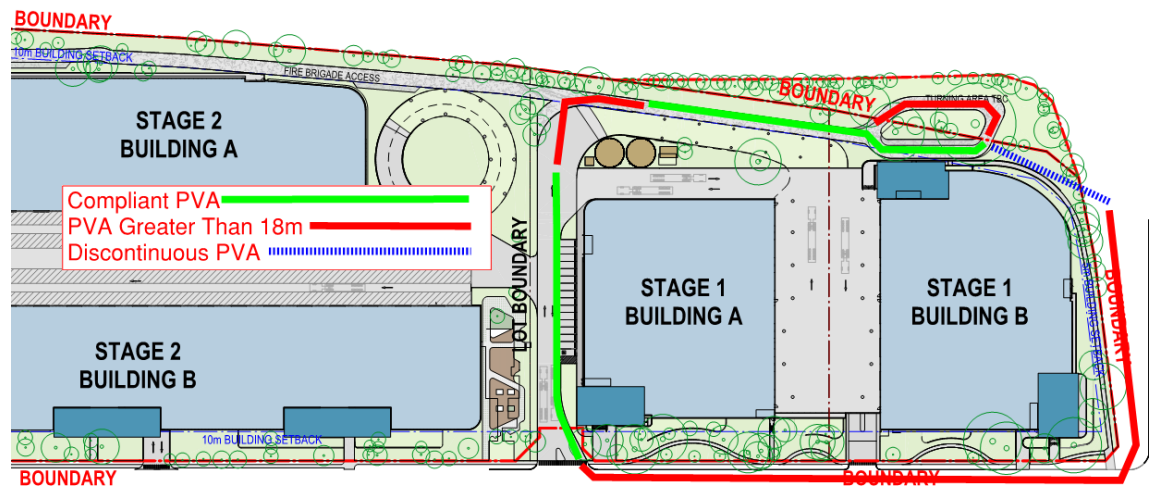 BOUNDARY
10m BUILDING SETBACK
FIRE BRIGADE ACCESS
BOUNDARY
TURNING AREA TBC
STAGE 2
BUILDING A
Compliant PVA
PVA Greater Than 18m
Discontinuous PVA
LOT BOUNDARY
STAGE 1
BUILDING A
STAGE 1
BUILDING B
BOUNDARY
STAGE 2
BUILDING B
10m BUILDING SETBACK
BOUNDARY
BOUNDARY